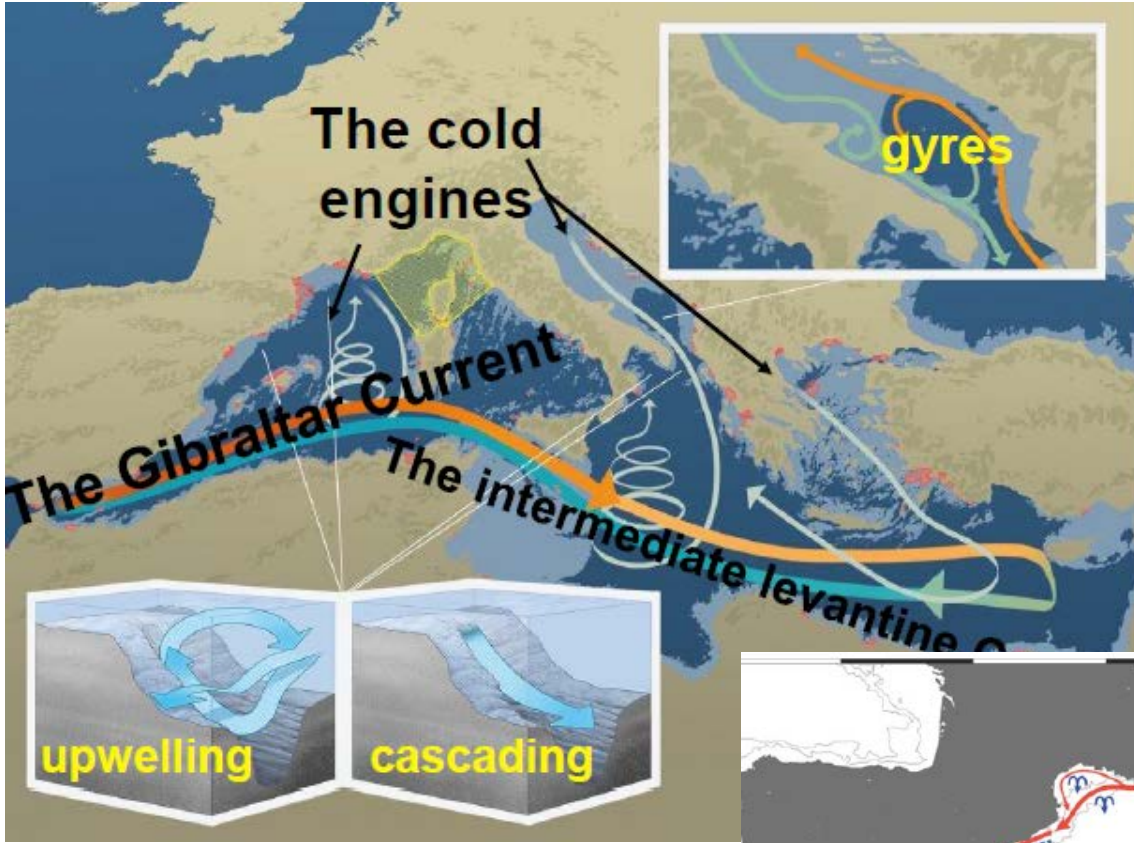 The cold
engines
gyres
The Gibraltar Current
The intermediate levantine
upwelling
cascading